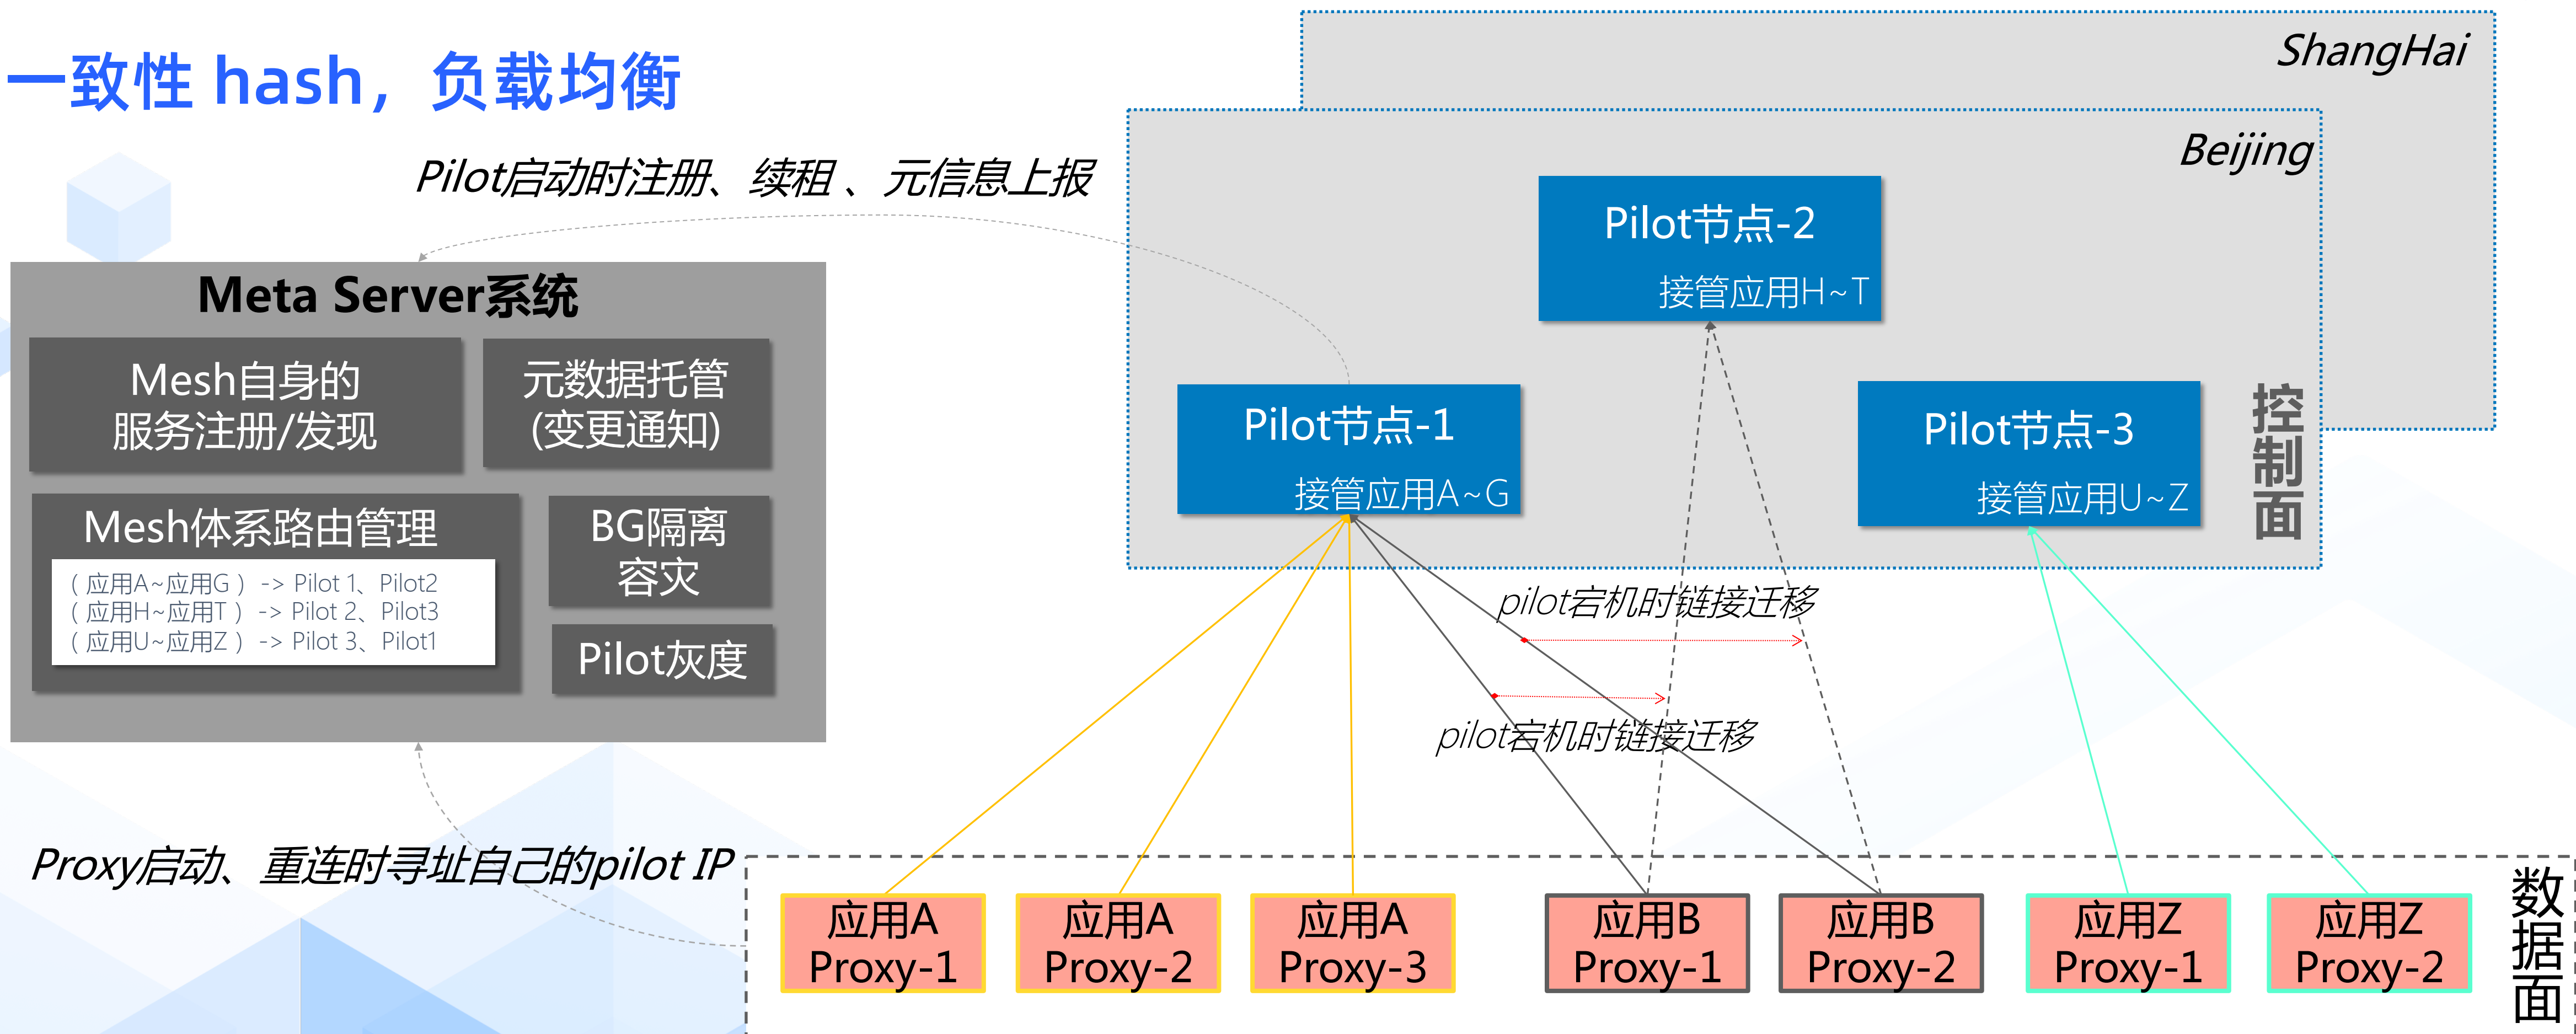 一致性 hash，负载均衡
ShangHai
Beijing
Pilot启动时注册、续租 、元信息上报
Pilot节点-2
接管应用H~T
Meta Server系统
Mesh自身的
服务注册/发现
元数据托管
(变更通知)
Pilot节点-1
接管应用A~G
Pilot节点-3
接管应用U~Z
控制面
Mesh体系路由管理
（ 应用A~应用G ） -> Pilot 1、Pilot2
（ 应用H~应用T ） -> Pilot 2、Pilot3
（ 应用U~应用Z ） -> Pilot 3、Pilot1
BG隔离
容灾
Pilot灰度
pilot宕机时链接迁移
pilot宕机时链接迁移
Proxy启动、重连时寻址自己的pilot IP
应用A
Proxy-1
应用A
Proxy-2
应用A
Proxy-3
应用B
Proxy-1
应用B
Proxy-2
应用Z
Proxy-1
应用Z
Proxy-2
数据面